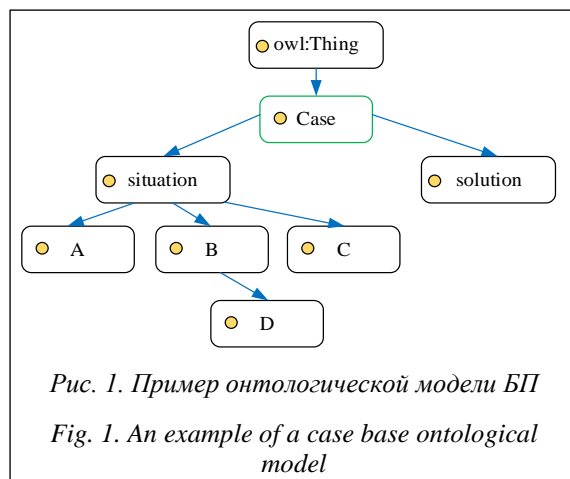 owl:Thing
Case
situation
solution
A
B
C
D
Рис. 1. Пример онтологической модели БП
Fig. 1. An example of a case base ontological
model